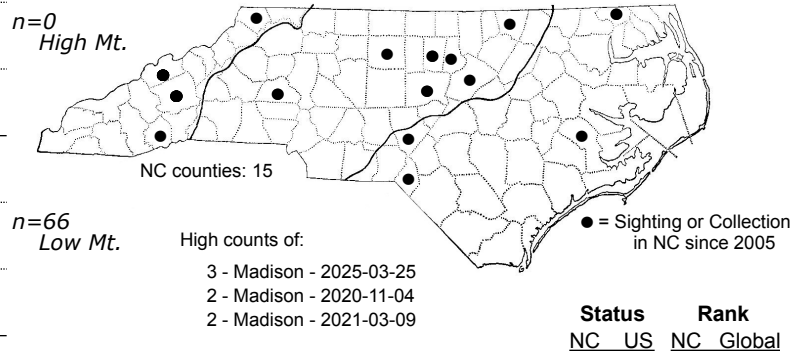 n=0
High Mt.
NC counties: 15
n=66
Low Mt.
High counts of:
3 - Madison - 2025-03-25
2 - Madison - 2020-11-04
2 - Madison - 2021-03-09
● = Sighting or Collection
in NC since 2005
Status Rank
NC US NC Global